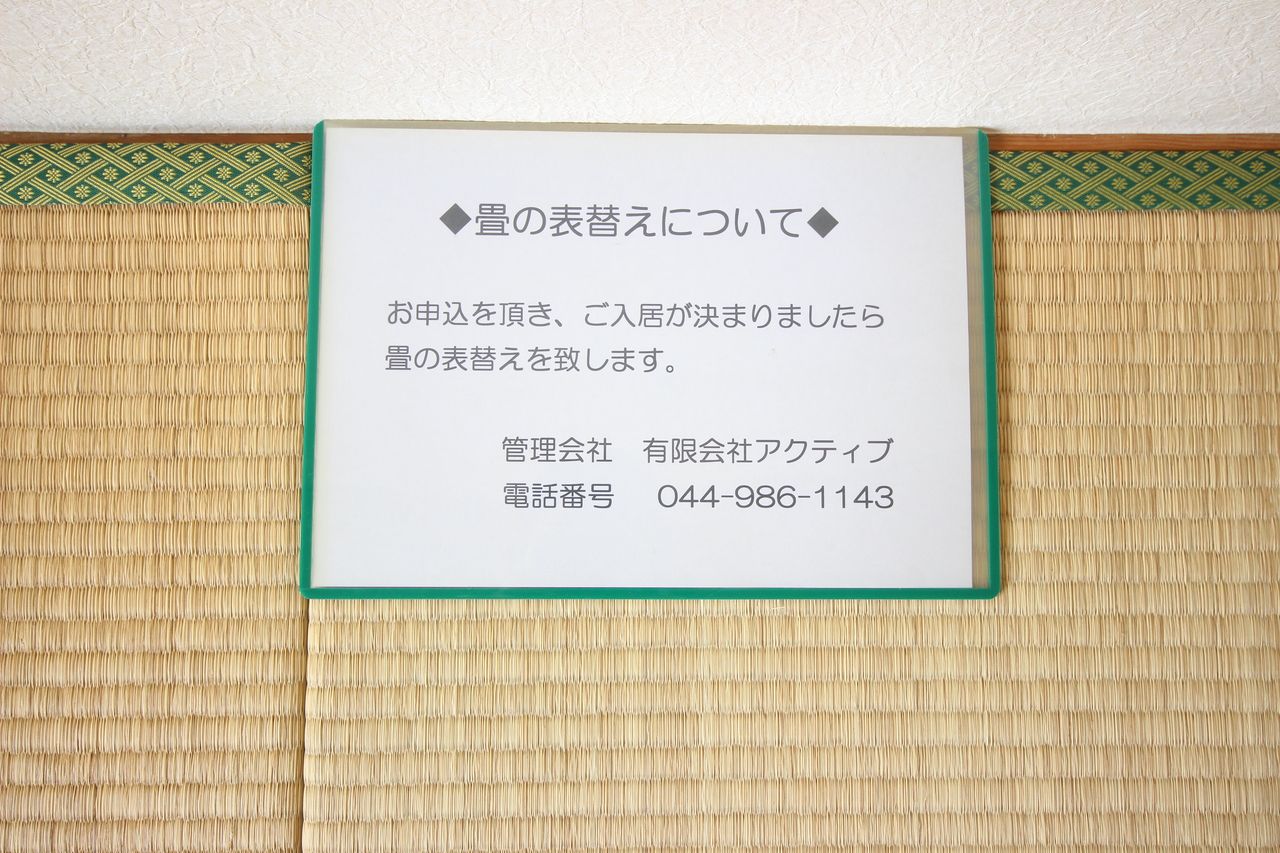 ◆畳の表替えについて◆
お申込を頂き、ご入居が決まりましたら
畳の表替えを致します。
管理会社　有限会社アクティブ
電話番号　044-986-1143